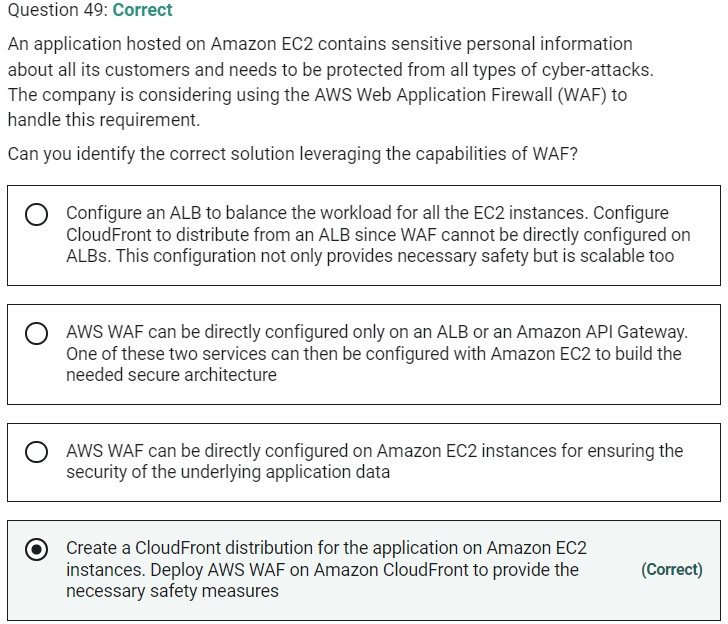 Question 49: Correct
An application hosted on Amazon EC2 contains sensitive personal information
about all its customers and needs to be protected from all types of cyber-attacks.
The company is considering using the AWS Web Application Firewall (WAF) to
handle this requirement.
Can you identify the correct solution leveraging the capabilities of WAF?
Configure an ALB to balance the workload for all the EC2 instances. Configure
CloudFront to distribute from an ALB since WAF cannot be directly configured on
ALBs. This configuration not only provides necessary safety but is scalable too
AWS WAF can be directly configured only on an ALB or an Amazon API Gateway.
One of these two services can then be configured with Amazon EC2 to build the
needed secure architecture
AWS WAF can be directly configured on Amazon EC2 instances for ensuring the
security of the underlying application data
Create a CloudFront distribution for the application on Amazon EC2
instances. Deploy AWS WAF on Amazon CloudFront to provide the
necessary safety measures
(Correct)